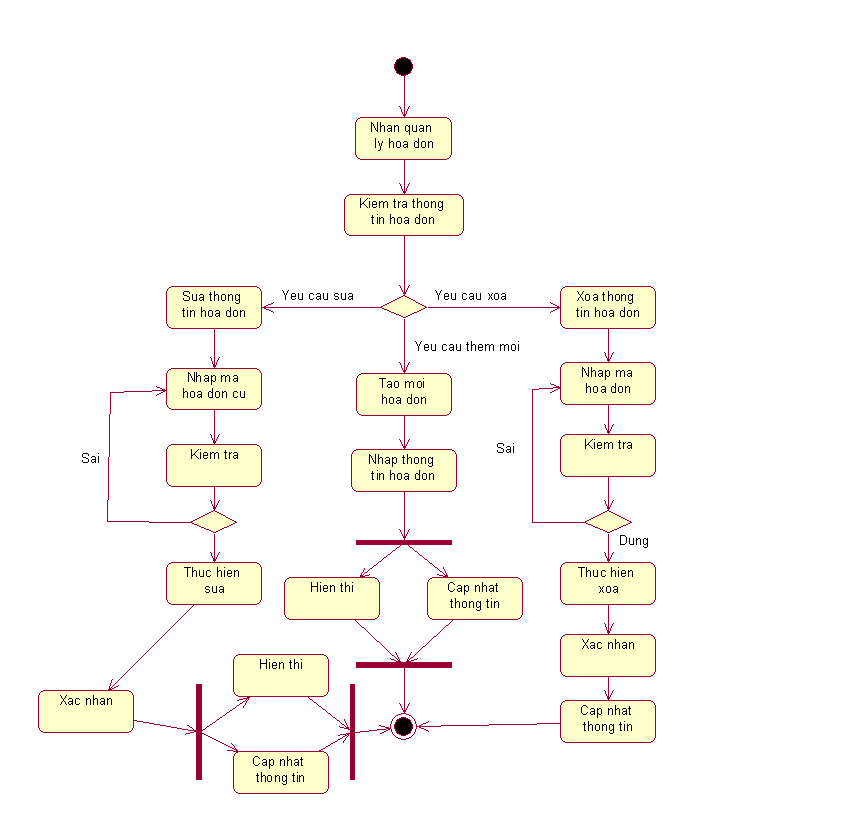 Nhan quan
ly hoa don
Kiem tra thong
tin hoa don
Yeu cau sua
Yeu cau xoa
Yeu cau them moi
Sua thong
tin hoa don
Nhap ma
hoa don cu
Kiem tra
Sai
Thuc hien
sua
Xac nhan
Hien thi
Cap nhat
thong tin
Tao moi
hoa don
Nhap thong
tin hoa don
Hien thi
Cap nhat
thong tin
Xoa thong
tin hoa don
Nhap ma
hoa don
Kiem tra
Sai
Dung
Thuc hien
xoa
Xac nhan
Cap nhat
thong tin